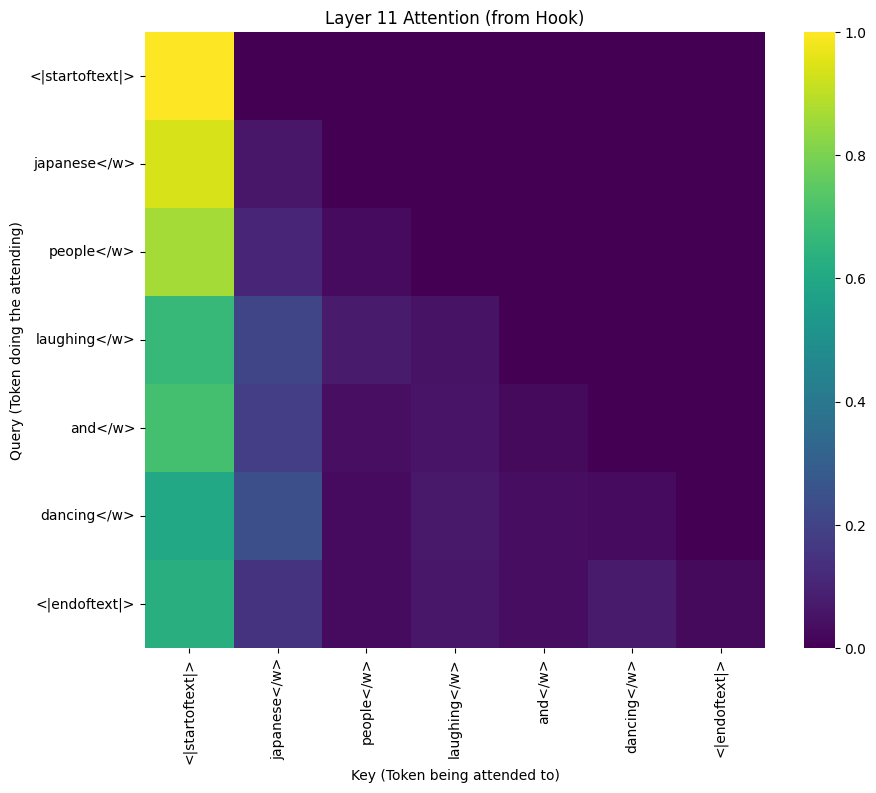 Layer 11 Attention (from Hook)
Query (Token doing the attending)
<|startoftext|>
japanese</w>
people</w>
laughing</w>
and</w>
dancing</w>
<|endoftext|>
<|startoftext|>
japanese</w>
people</w>
laughing</w>
and</w>
dancing</w>
<|endoftext|>
Key (Token being attended to)
1.0
0.8
0.6
0.4
0.2
0.0